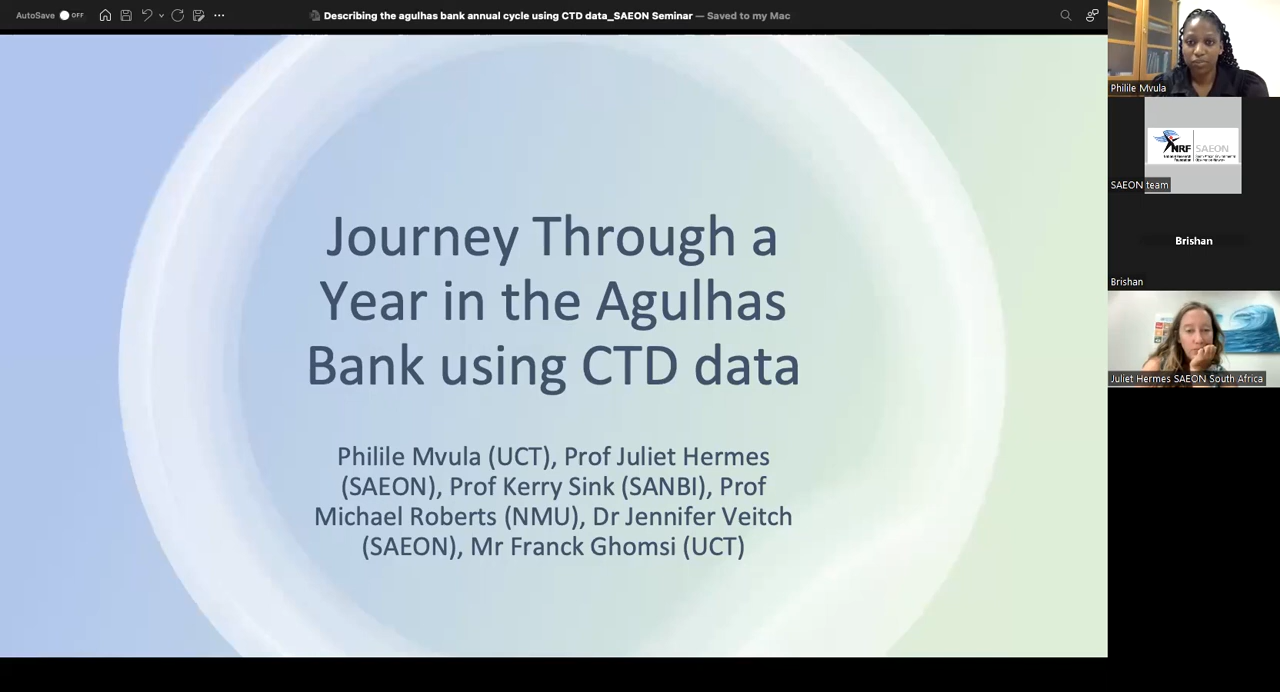 AutoSave OFF
Describing the agulhas bank annual cycle using CTD data_SAEON Seminar — Saved to my Mac
Journey Through a
Year in the Agulhas
Bank using CTD data
Philile Mvula (UCT), Prof Juliet Hermes
(SAEON), Prof Kerry Sink (SANBI), Prof
Michael Roberts (NMU), Dr Jennifer Veitch
(SAEON), Mr Franck Ghomsi (UCT)
Philile Mvula
NRF SAEON
SAEON team
Brishan
Brishan
Juliet Hermes SAEON South Africa